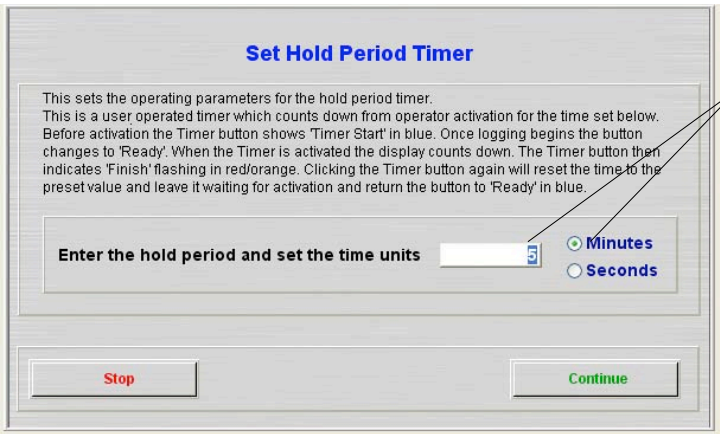 Set Hold Period Timer
This sets the operating parameters for the hold period timer.
This is a user operated timer which counts down from operator activation for the time set below.
Before activation the Timer button shows 'Timer Start' in blue. Once logging begins the button
changes to 'Ready'. When the Timer is activated the display counts down. The Timer button then
indicates 'Finish' flashing in red/orange. Clicking the Timer button again will reset the time to the
preset value and leave it waiting for activation and return the button to 'Ready' in blue.
Enter the hold period and set the time units
5
Minutes
Seconds
Stop
Continue